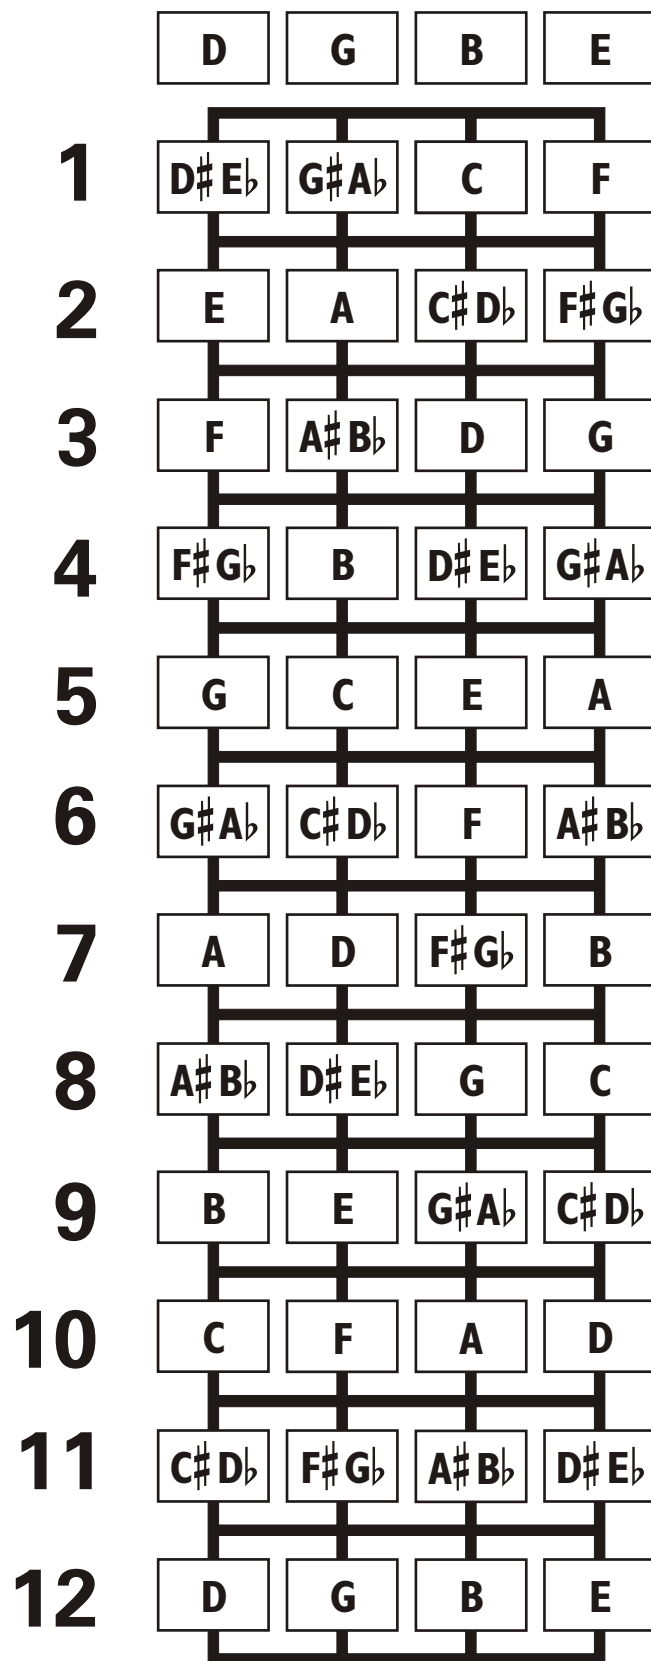 D G B E
1 D♯E♭ G♯A♭ C F
2 E A C♯D♭ F♯G♭
3 F A♯B♭ D G
4 F♯G♭ B D♯E♭ G♯A♭
5 G C E A
6 G♯A♭ C♯D♭ F A♯B♭
7 A D F♯G♭ B
8 A♯B♭ D♯E♭ G C
9 B E G♯A♭ C♯D♭
10 C F A D
11 C♯D♭ F♯G♭ A♯B♭ D♯E♭
12 D G B E